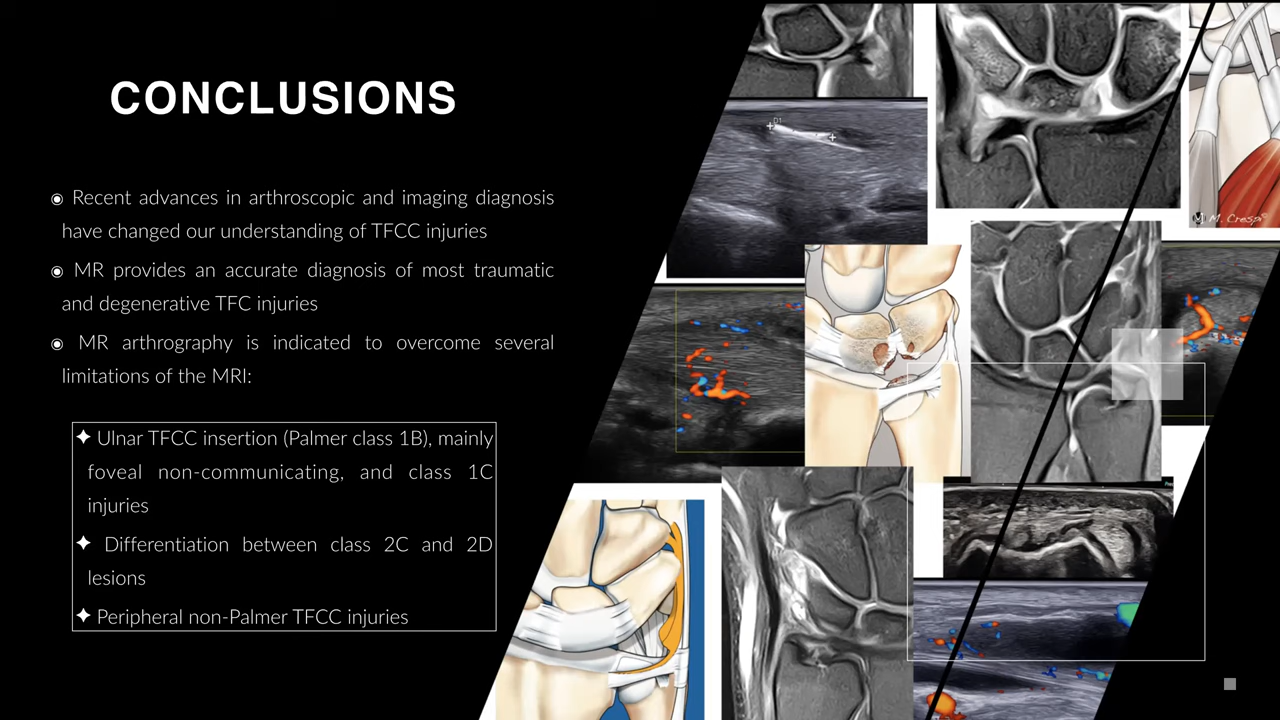 CONCLUSIONS
◉ Recent advances in arthroscopic and imaging diagnosis
have changed our understanding of TFCC injuries
◉ MR provides an accurate diagnosis of most traumatic
and degenerative TFC injuries
◉ MR arthrography is indicated to overcome several
limitations of the MRI:
✦ Ulnar TFCC insertion (Palmer class 1B), mainly
foveal non-communicating, and class 1C
injuries
✦ Differentiation between class 2C and 2D
lesions
✦ Peripheral non-Palmer TFCC injuries
D1
M. Crespi